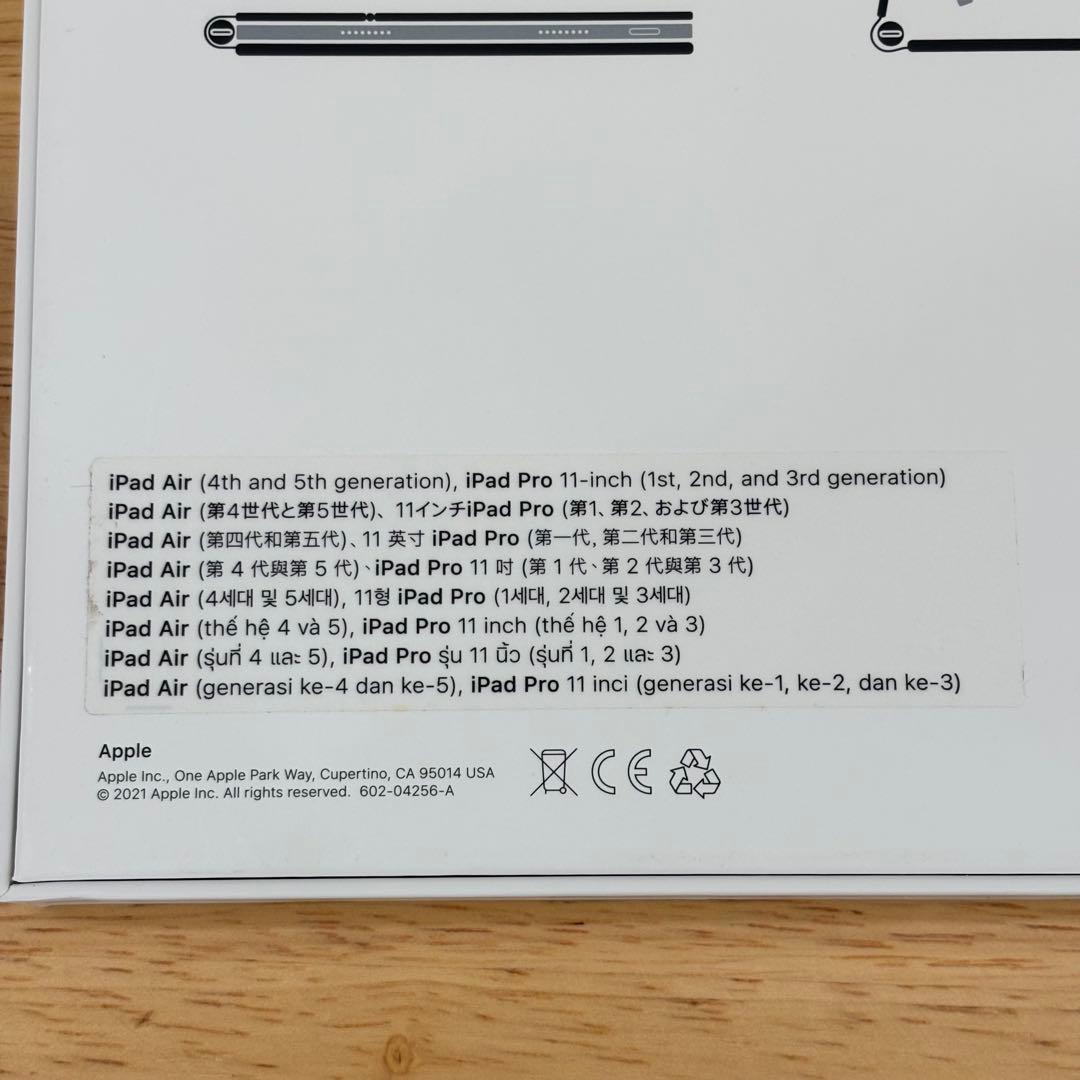 iPad Air (4th and 5th generation), iPad Pro 11-inch (1st, 2nd, and 3rd generation)
iPad Air (第4世代と第5世代)、11インチiPad Pro (第1、第2、および第3世代)
iPad Air (第四代和第五代)、11 英寸 iPad Pro (第一代, 第二代和第三代)
iPad Air (第 4 代與第 5 代)、iPad Pro 11 吋 (第 1 代、第 2 代與第 3 代)
iPad Air (4세대 및 5세대), 11형 iPad Pro (1세대, 2세대 및 3세대)
iPad Air (thế hệ 4 và 5), iPad Pro 11 inch (thế hệ 1, 2 và 3)
iPad Air (รุ่นที่ 4 และ 5), iPad Pro รุ่น 11 นิ้ว (รุ่นที่ 1, 2 และ 3)
iPad Air (generasi ke-4 dan ke-5), iPad Pro 11 inci (generasi ke-1, ke-2, dan ke-3)
Apple
Apple Inc., One Apple Park Way, Cupertino, CA 95014 USA
© 2021 Apple Inc. All rights reserved. 602-04256-A
CE